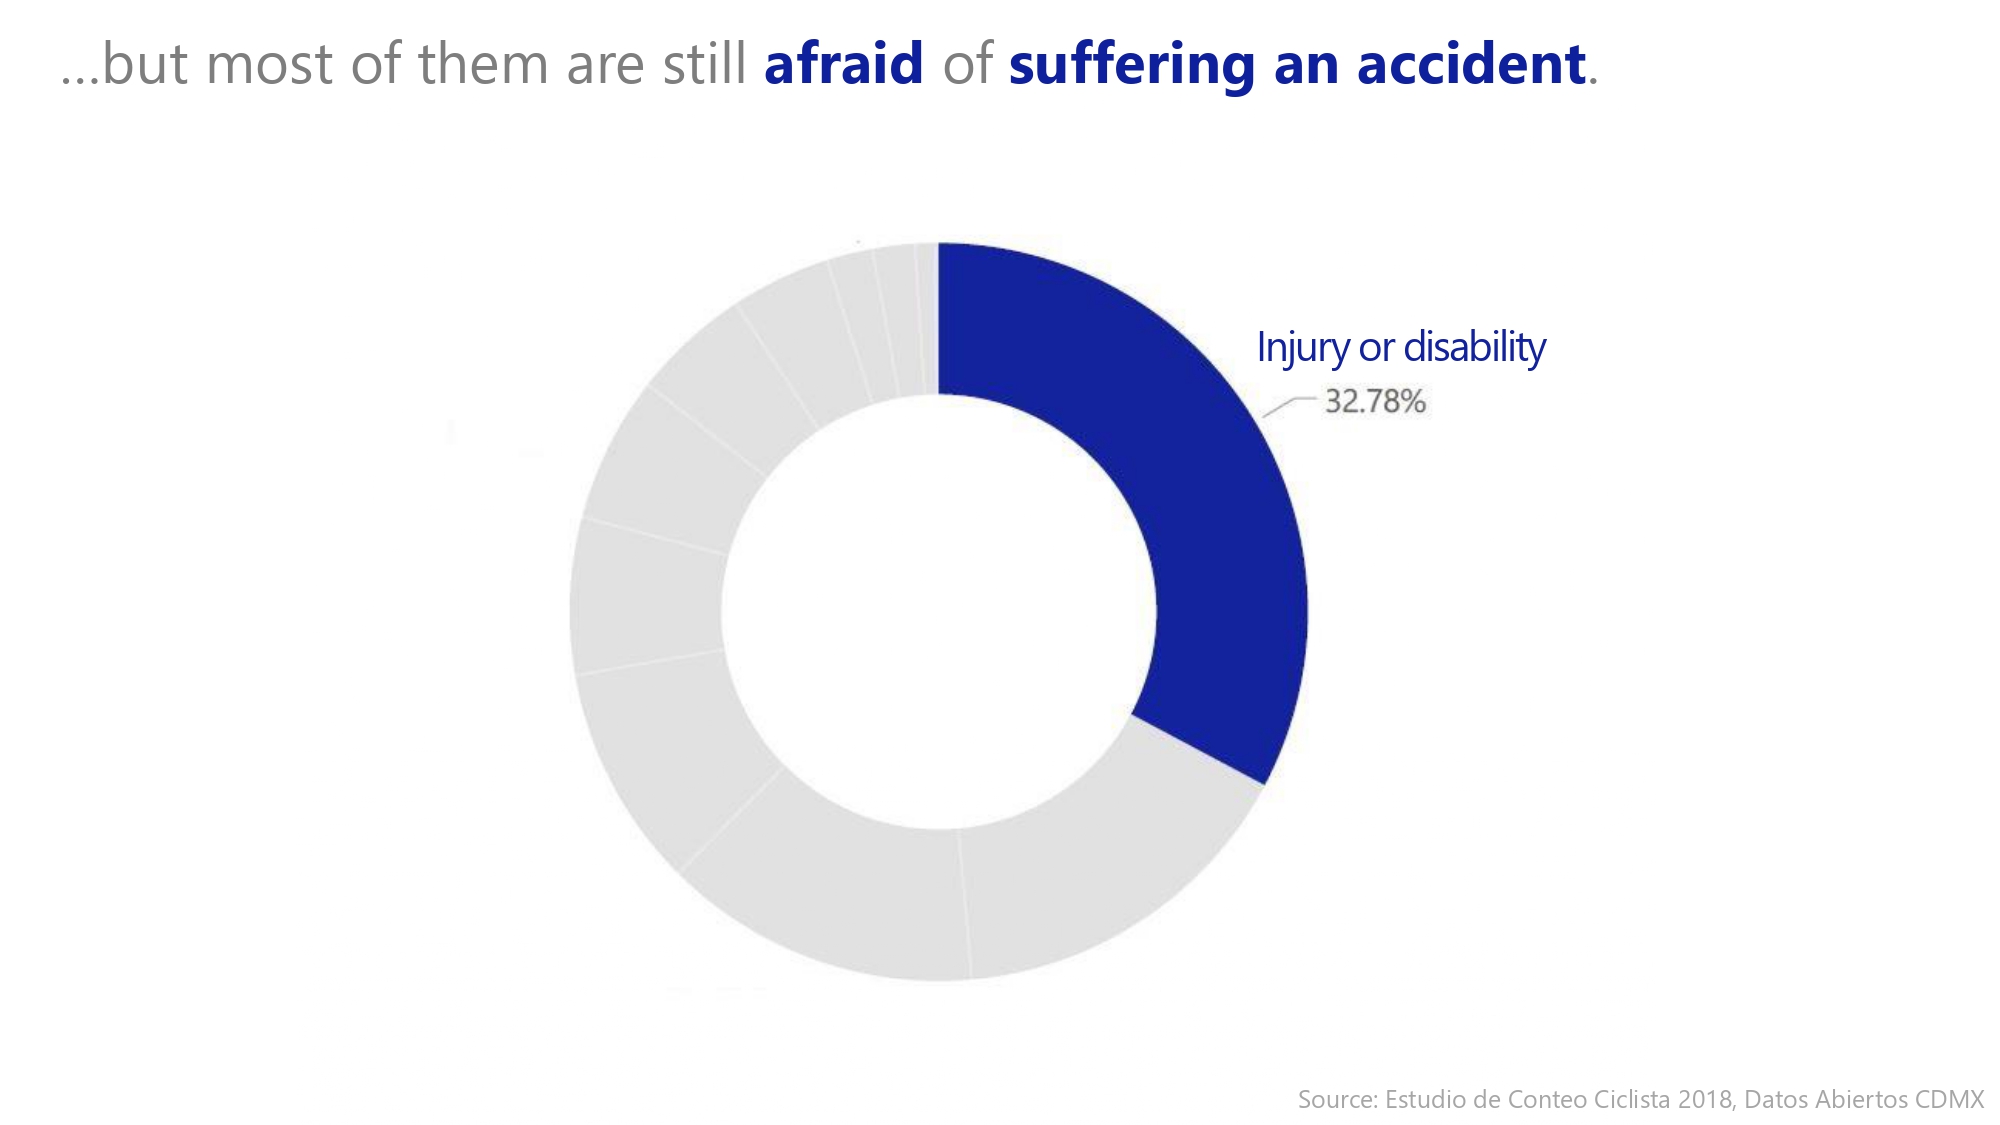 ...but most of them are still afraid of suffering an accident.
Injury or disability
32.78%
Source: Estudio de Conteo Ciclista 2018, Datos Abiertos CDMX